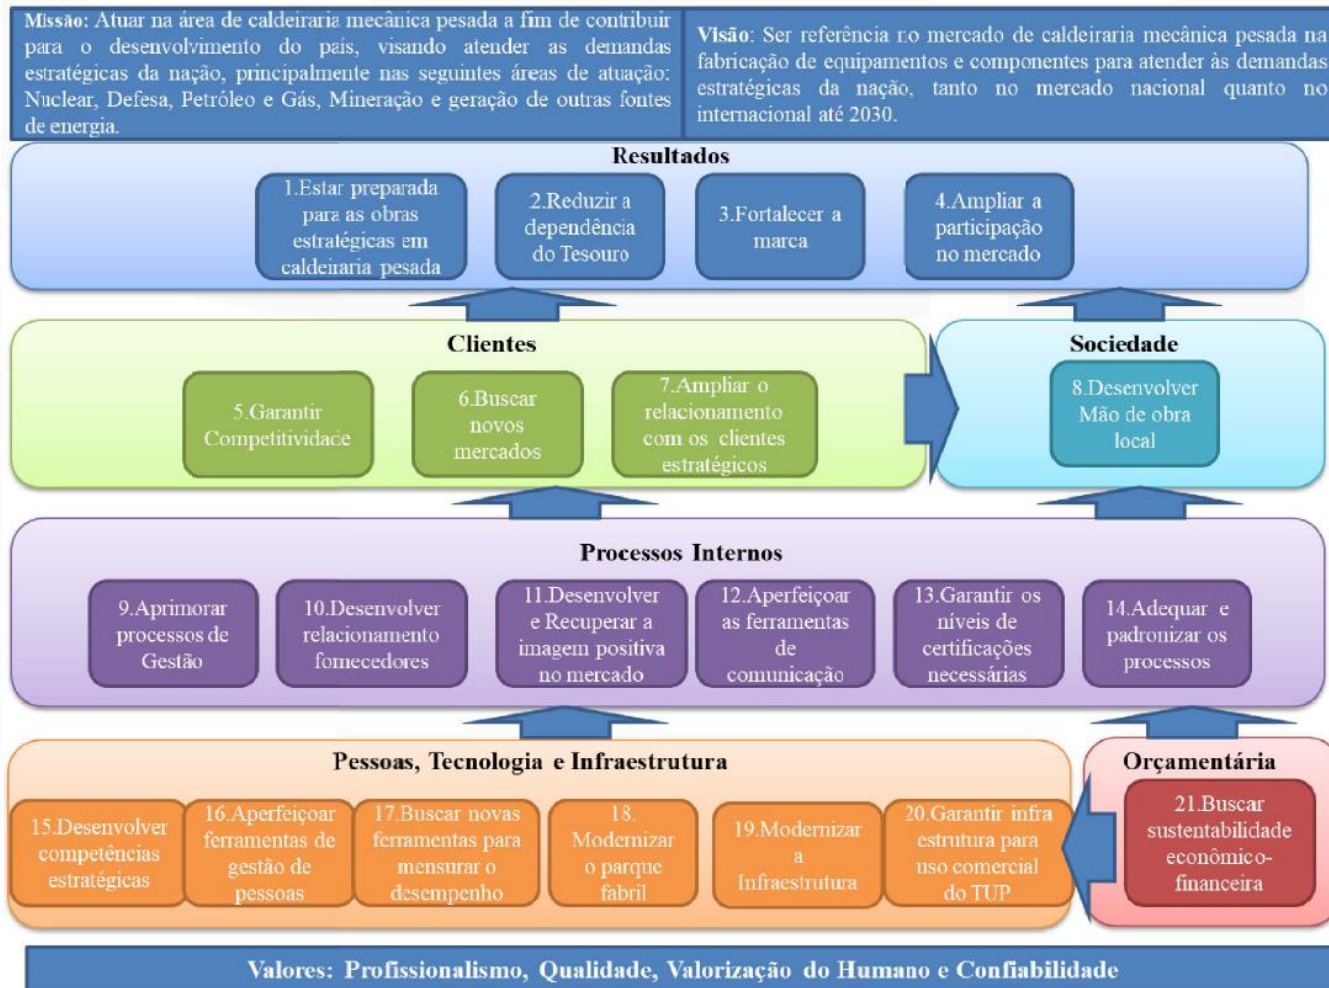 Missão: Atuar na área de caldeiraria mecânica pesada a fim de contribuir
para o desenvolvimento do país, visando atender as demandas
estratégicas da nação, principalmente nas seguintes áreas de atuação:
Nuclear, Defesa, Petróleo e Gás, Mineração e geração de outras fontes
de energia.
Visão: Ser referência no mercado de caldeiraria mecânica pesada na
fabricação de equipamentos e componentes para atender às demandas
estratégicas da nação, tanto no mercado nacional quanto no
internacional até 2030.
Resultados
1.Estar preparada
para as obras
estratégicas em
caldeiraria pesada
2.Reduzir a
dependência
do Tesouro
3.Fortalecer a
marca
4.Ampliar a
participação
no mercado
Clientes
5.Garantir
Competitividade
6.Buscar
novos
mercados
7.Ampliar o
relacionamento
com os clientes
estratégicos
Sociedade
8.Desenvolver
Mão de obra
local
Processos Internos
9.Aprimorar
processos de
Gestão
10.Desenvolver
relacionamento
fornecedores
11.Desenvolver
e Recuperar a
imagem positiva
no mercado
12.Aperfeiçoar
as ferramentas
de
comunicação
13.Garantir os
níveis de
certificações
necessárias
14.Adequar e
padronizar os
processos
Pessoas, Tecnologia e Infraestrutura
15.Desenvolver
competências
estratégicas
16.Aperfeiçoar
ferramentas de
gestão de
pessoas
17.Buscar novas
ferramentas para
mensurar o
desempenho
18.
Modernizar
o parque
fabril
19.Modernizar
a
Infraestrutura
20.Garantir infra
estrutura para
uso comercial
do TUP
Orçamentária
21.Buscar
sustentabilidade
econômico-
financeira
Valores: Profissionalismo, Qualidade, Valorização do Humano e Confiabilidade